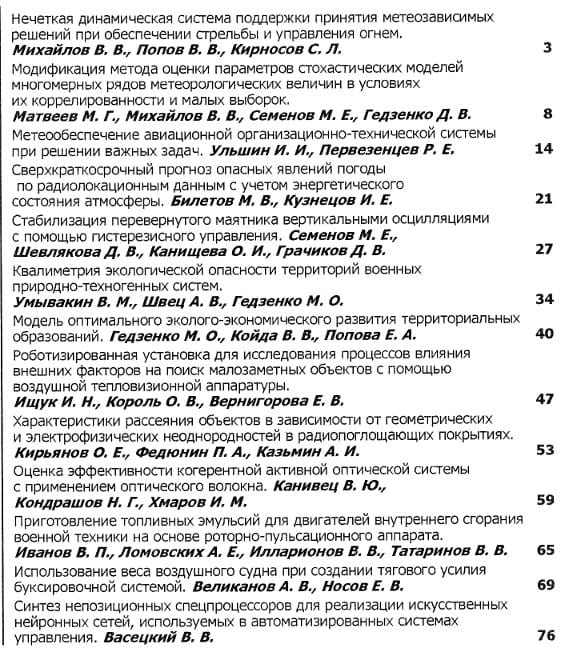 Нечеткая динамическая система поддержки принятия метеозависимых
решений при обеспечении стрельбы и управления огнем.
Михайлов В. В., Попов В. В., Кирносов С. Л. 3
Модификация метода оценки параметров стохастических моделей
многомерных рядов метеорологических величин в условиях
их коррелированности и малых выборок.
Матвеев М. Г., Михайлов В. В., Семенов М. Е., Гедзенко Д. В. 8
Метеообеспечение авиационной организационно-технической системы
при решении важных задач. Ульшин И. И., Первезенцев Р. Е. 14
Сверхкраткосрочный прогноз опасных явлений погоды
по радиолокационным данным с учетом энергетического
состояния атмосферы. Билетов М. В., Кузнецов И. Е. 21
Стабилизация перевернутого маятника вертикальными осцилляциями
с помощью гистерезисного управления. Семенов М. Е.,
Шевлякова Д. В., Канищева О. И., Грачиков Д. В. 27
Квалиметрия экологической опасности территорий военных
природно-техногенных систем.
Умывакин В. М., Швец А. В., Гедзенко М. О. 34
Модель оптимального эколого-экономического развития территориальных
образований. Гедзенко М. О., Койда В. В., Попова Е. А. 40
Роботизированная установка для исследования процессов влияния
внешних факторов на поиск малозаметных объектов с помощью
воздушной тепловизионной аппаратуры.
Ищук И. Н., Король О. В., Вернигорова Е. В. 47
Характеристики рассеяния объектов в зависимости от геометрических
и электрофизических неоднородностей в радиопоглощающих покрытиях.
Кирьянов О. Е., Федюнин П. А., Казьмин А. И. 53
Оценка эффективности когерентной активной оптической системы
с применением оптического волокна. Канивец В. Ю.,
Кондрашов Н. Г., Хмаров И. М. 59
Приготовление топливных эмульсий для двигателей внутреннего сгорания
военной техники на основе роторно-пульсационного аппарата.
Иванов В. П., Ломовских А. Е., Илларионов В. В., Татаринов В. В. 65
Использование веса воздушного судна при создании тягового усилия
буксировочной системой. Великанов А. В., Носов Е. В. 69
Синтез непозиционных спецпроцессоров для реализации искусственных
нейронных сетей, используемых в автоматизированных системах
управления. Васецкий В. В. 76